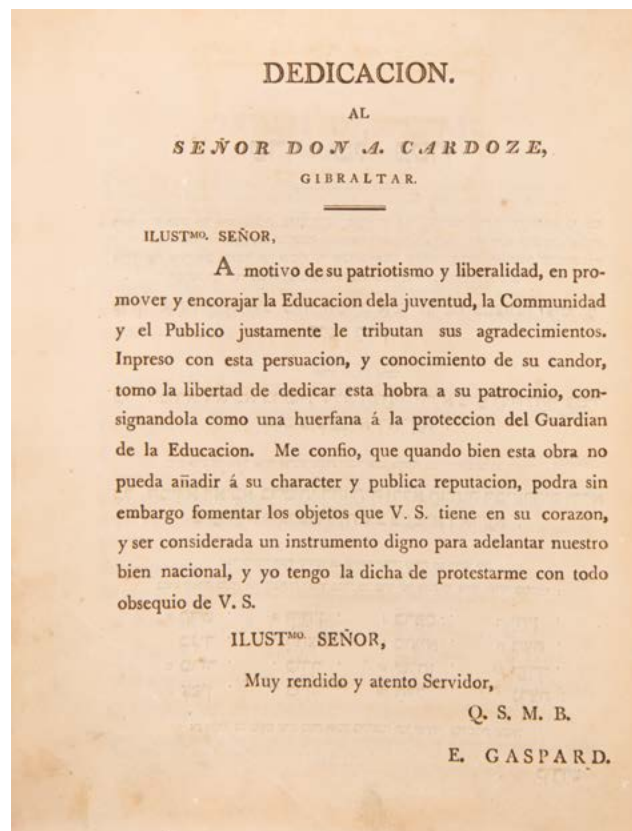 DEDICACION.
AL
SEÑOR DON A. CARDOZE,
GIBRALTAR.
ILUSTᴹᴼ. SEÑOR,
A motivo de su patriotismo y liberalidad, en pro-
mover y encorajar la Educacion dela juventud, la Communidad
y el Publico justamente le tributan sus agradecimientos.
Inpreso con esta persuacion, y conocimiento de su candor,
tomo la libertad de dedicar esta hobra a su patrocinio, con-
signandola como una huerfana á la proteccion del Guardian
de la Educacion. Me confio, que quando bien esta obra no
pueda añadir á su character y publica reputacion, podra sin
embargo fomentar los objetos que V. S. tiene en su corazon,
y ser considerada un instrumento digno para adelantar nuestro
bien nacional, y yo tengo la dicha de protestarme con todo
obsequio de V. S.
ILUSTᴹᴼ. SEÑOR,
Muy rendido y atento Servidor,
Q. S. M. B.
E. GASPARD.